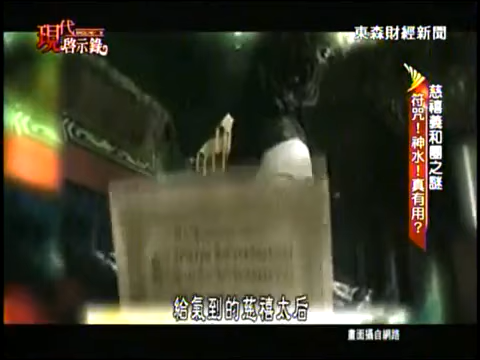 現代
啓示錄
東森財經新聞
慈禧義和團之謎
符咒！神水！真有用？
給氣到的慈禧太后
畫面攝自網路